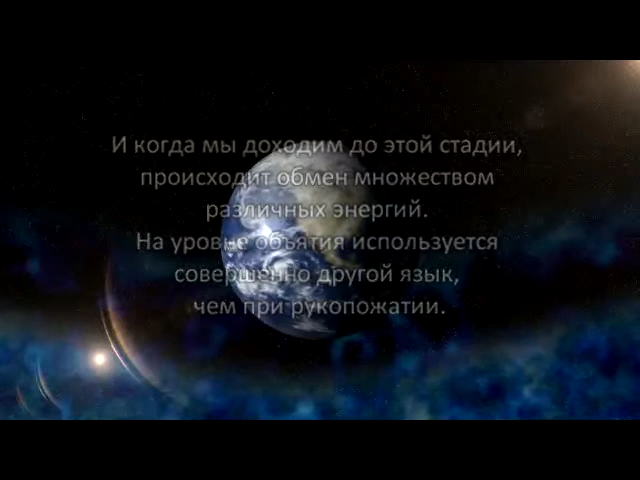 И когда мы доходим до этой стадии,
происходит обмен множеством
различных энергий.
На уровне объятия используется
совершенно другой язык,
чем при рукопожатии.